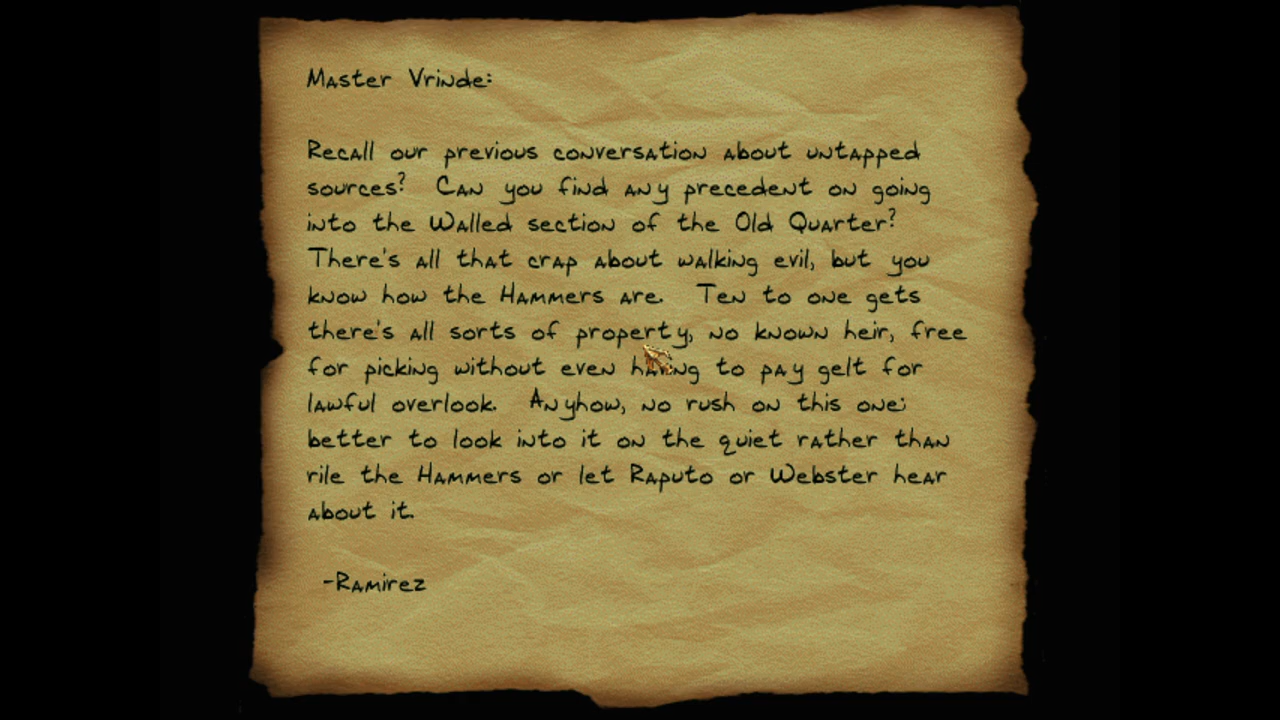 Master Vrinde:
Recall our previous conversation about untapped
sources?  Can you find any precedent on going
into the Walled section of the Old Quarter?
There's all that crap about walking evil, but you
know how the Hammers are.  Ten to one gets
there's all sorts of property, no known heir, free
for picking without even having to pay gelt for
lawful overlook.  Anyhow, no rush on this one;
better to look into it on the quiet rather than
rile the Hammers or let Raputo or Webster hear
about it.
-Ramirez